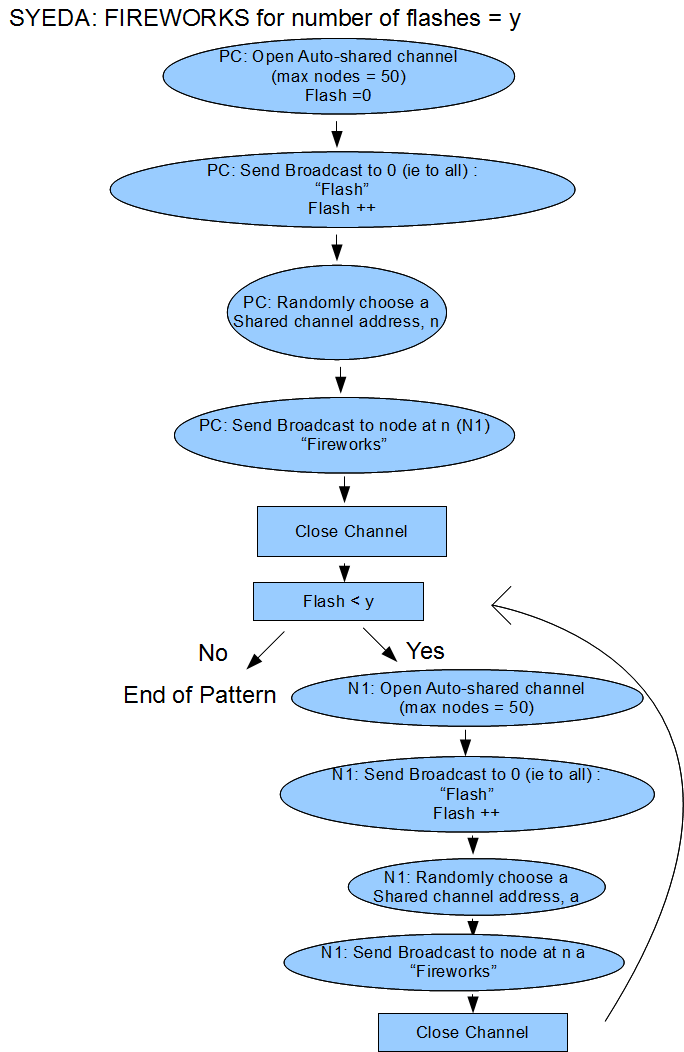 SYEDA: FIREWORKS for number of flashes = y
PC: Open Auto-shared channel
(max nodes = 50)
Flash =0
PC: Send Broadcast to 0 (ie to all) :
“Flash”
Flash ++
PC: Randomly choose a
Shared channel address, n
PC: Send Broadcast to node at n (N1)
“Fireworks”
Close Channel
Flash < y
No
Yes
End of Pattern
N1: Open Auto-shared channel
(max nodes = 50)
N1: Send Broadcast to 0 (ie to all) :
“Flash”
Flash ++
N1: Randomly choose a
Shared channel address, a
N1: Send Broadcast to node at n a
“Fireworks”
Close Channel